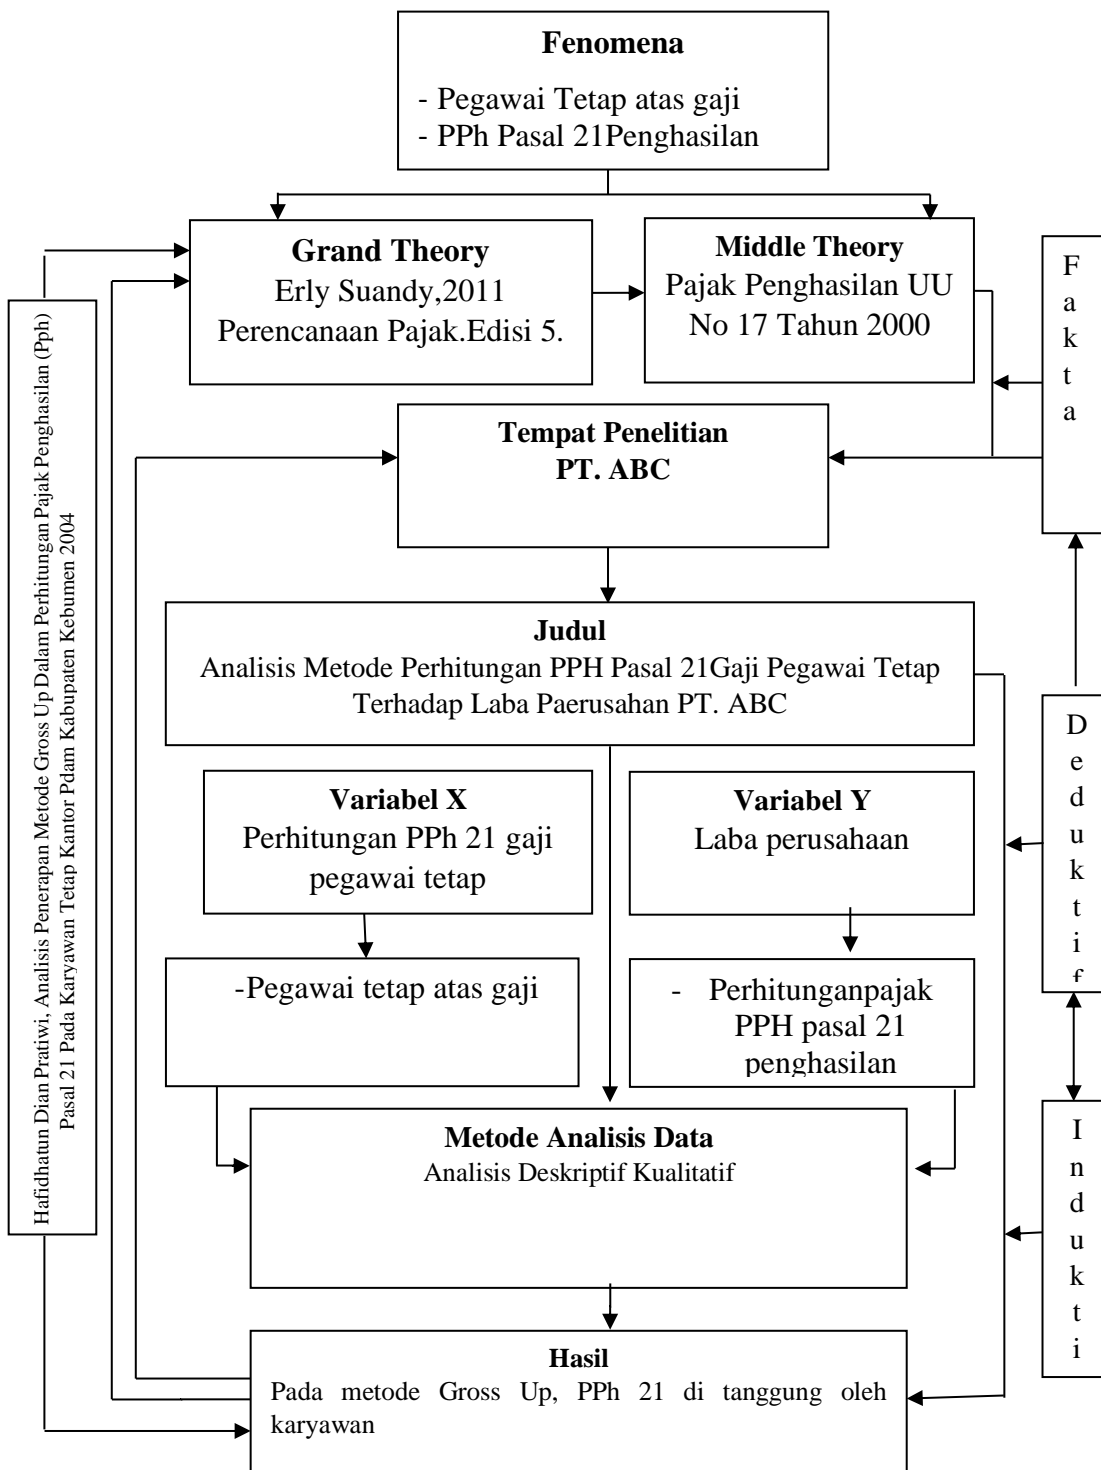 Fenomena
- Pegawai Tetap atas gaji
- PPh Pasal 21Penghasilan
Grand Theory
Erly Suandy,2011
Perencanaan Pajak.Edisi 5.
Middle Theory
Pajak Penghasilan UU
No 17 Tahun 2000
F
a
k
t
a
Hafidhatun Dian Pratiwi, Analisis Penerapan Metode Gross Up Dalam Perhitungan Pajak Penghasilan (Pph)
Pasal 21 Pada Karyawan Tetap Kantor Pdam Kabupaten Kebumen 2004
Tempat Penelitian
PT. ABC
Judul
Analisis Metode Perhitungan PPH Pasal 21Gaji Pegawai Tetap
Terhadap Laba Paerusahan PT. ABC
D
e
d
u
k
t
i
f
Variabel X
Perhitungan PPh 21 gaji
pegawai tetap
Variabel Y
Laba perusahaan
-Pegawai tetap atas gaji
- Perhitunganpajak
PPH pasal 21
penghasilan
Metode Analisis Data
Analisis Deskriptif Kualitatif
I
n
d
u
k
t
i
Hasil
Pada metode Gross Up, PPh 21 di tanggung oleh
karyawan